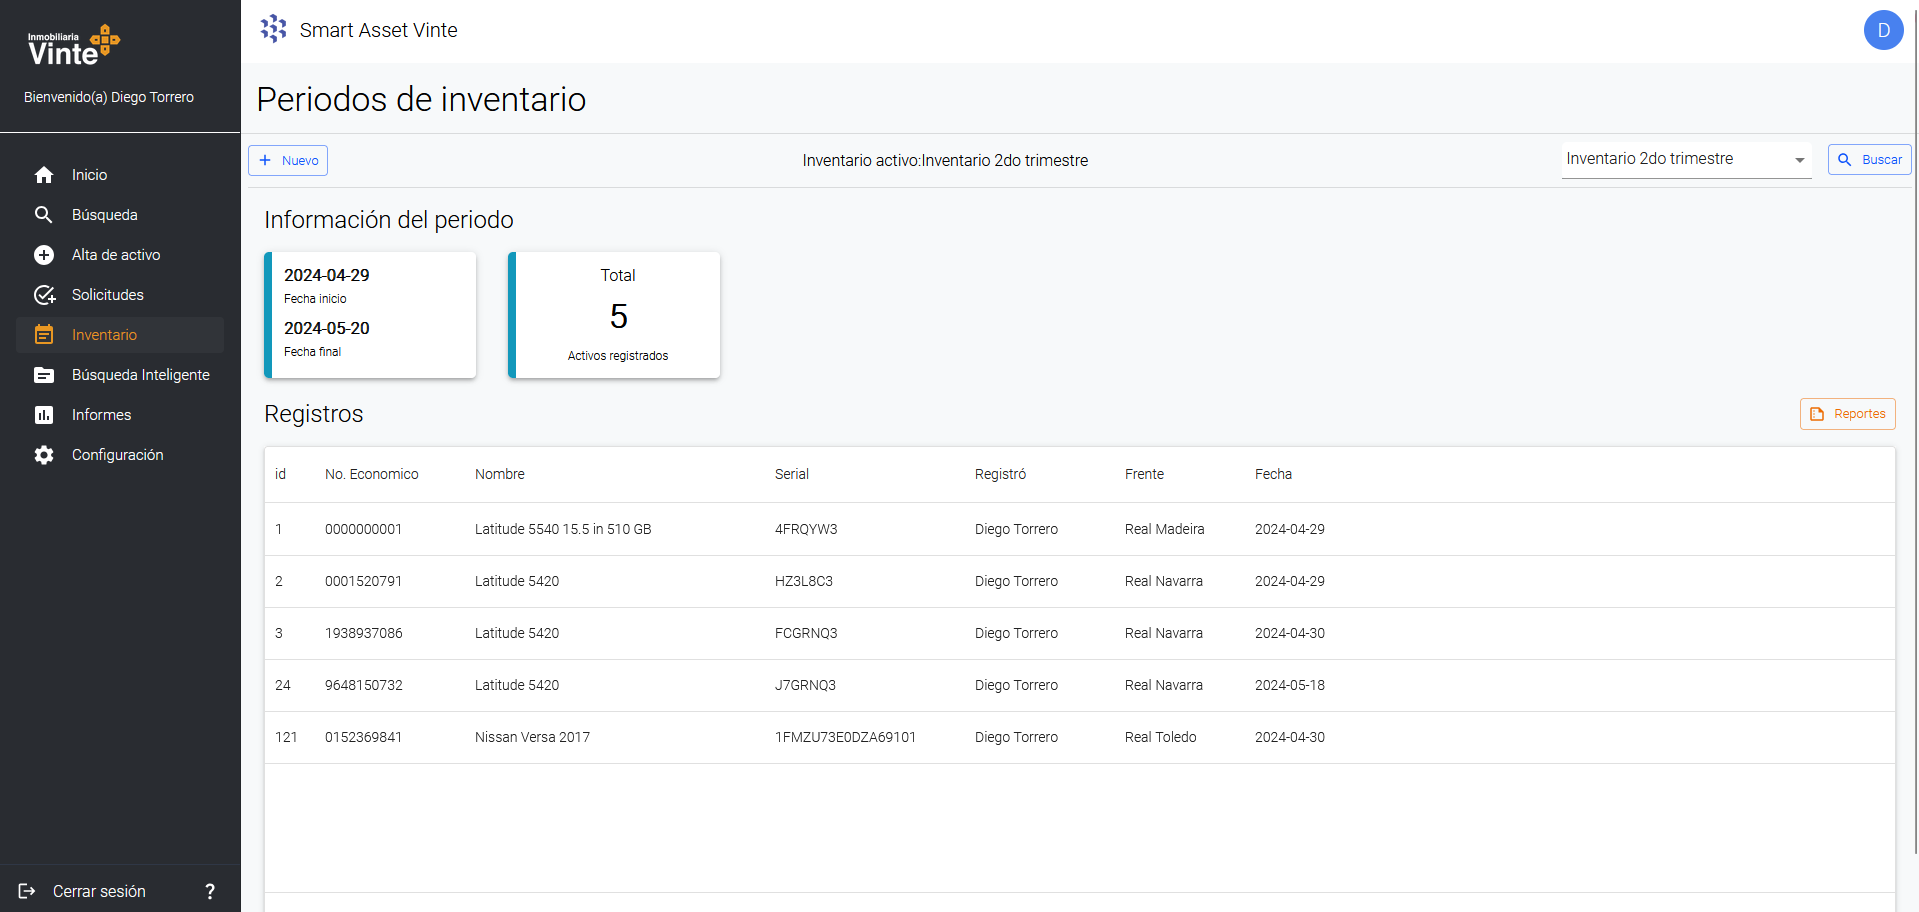 Inmobiliaria
Vinte
Bienvenido(a) Diego Torrero
Inicio
Búsqueda
Alta de activo
Solicitudes
Inventario
Búsqueda Inteligente
Informes
Configuración
Cerrar sesión ?
Smart Asset Vinte
D
Periodos de inventario
Nuevo
Inventario activo:Inventario 2do trimestre
Inventario 2do trimestre
Buscar
Información del periodo
2024-04-29
Fecha inicio
2024-05-20
Fecha final
Total
5
Activos registrados
Registros
Reportes
id No. Economico Nombre Serial Registró Frente Fecha
1 0000000001 Latitude 5540 15.5 in 510 GB 4FRQYW3 Diego Torrero Real Madeira 2024-04-29
2 0001520791 Latitude 5420 HZ3L8C3 Diego Torrero Real Navarra 2024-04-29
3 1938937086 Latitude 5420 FCGRNQ3 Diego Torrero Real Navarra 2024-04-30
24 9648150732 Latitude 5420 J7GRNQ3 Diego Torrero Real Navarra 2024-05-18
121 0152369841 Nissan Versa 2017 1FMZU73E0DZA69101 Diego Torrero Real Toledo 2024-04-30